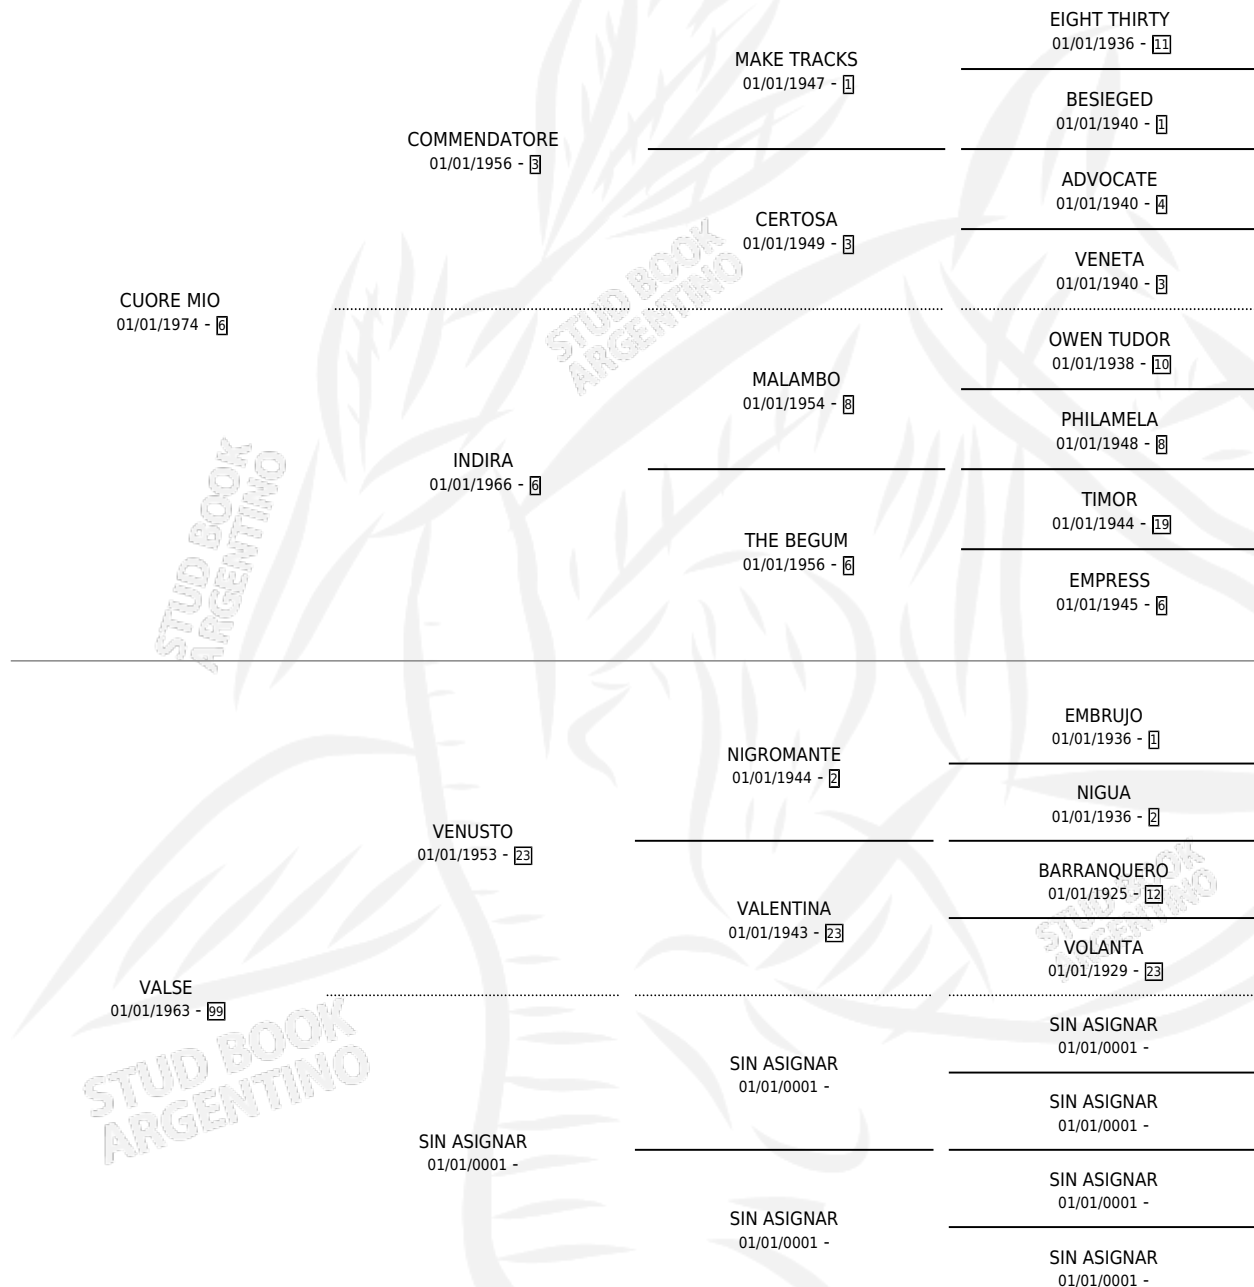 EIGHT THIRTY
01/01/1936 - 11
MAKE TRACKS
01/01/1947 - 1
BESIEGED
01/01/1940 - 1
COMMENDATORE
01/01/1956 - 3
ADVOCATE
01/01/1940 - 4
CERTOSA
01/01/1949 - 3
VENETA
01/01/1940 - 3
CUORE MIO
01/01/1974 - 6
OWEN TUDOR
01/01/1938 - 10
MALAMBO
01/01/1954 - 8
PHILAMELA
01/01/1948 - 8
INDIRA
01/01/1966 - 6
TIMOR
01/01/1944 - 19
THE BEGUM
01/01/1956 - 6
EMPRESS
01/01/1945 - 6
STUD BOOK
ARGENTINO
STUD BOOK
ARGENTINO
EMBRUJO
01/01/1936 - 1
NIGROMANTE
01/01/1944 - 2
NIGUA
01/01/1936 - 2
VENUSTO
01/01/1953 - 23
BARRANQUERO
01/01/1925 - 12
VALENTINA
01/01/1943 - 23
VOLANTA
01/01/1929 - 23
STUD BOOK
ARGENTINO
VALSE
01/01/1963 - 99
SIN ASIGNAR
01/01/0001 -
SIN ASIGNAR
01/01/0001 -
SIN ASIGNAR
01/01/0001 -
SIN ASIGNAR
01/01/0001 -
SIN ASIGNAR
01/01/0001 -
SIN ASIGNAR
01/01/0001 -
SIN ASIGNAR
01/01/0001 -
STUD BOOK
ARGENTINO